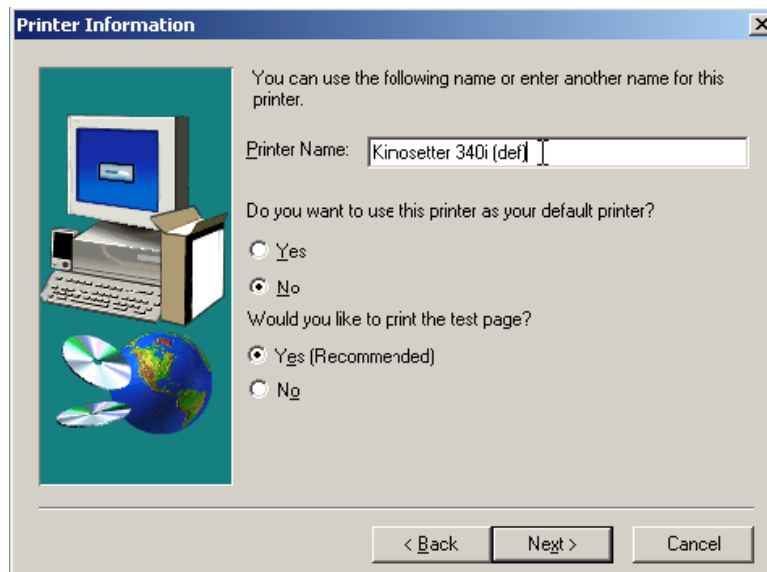 Printer Information
You can use the following name or enter another name for this
printer.
Printer Name: Kinosetter 340i (def)
Do you want to use this printer as your default printer?
Yes
No
Would you like to print the test page?
Yes (Recommended)
No
< Back Next > Cancel